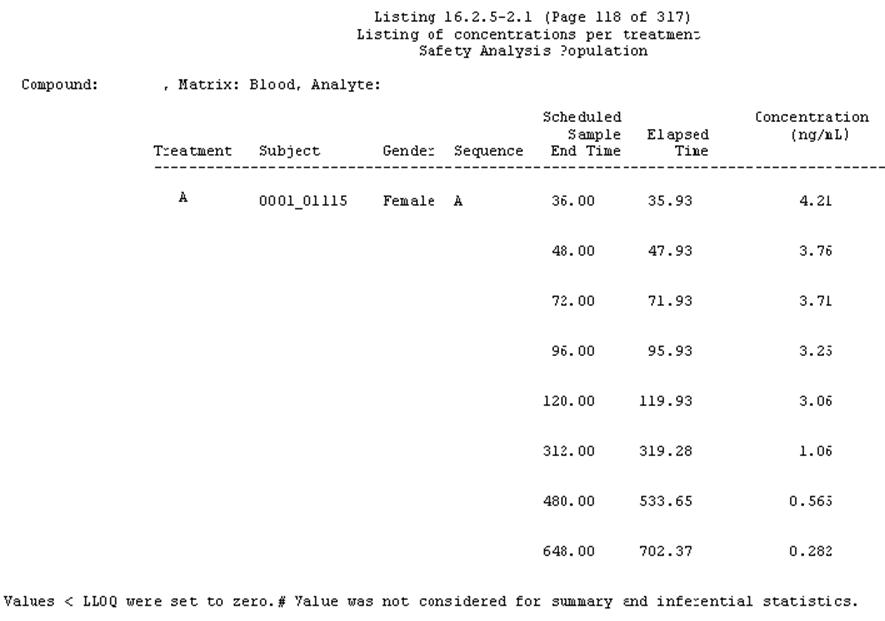 Listing 16.2.5-2.1 (Page 118 of 317)
Listing of concentrations per treatment
Safety Analysis Population
Compound: , Matrix: Blood, Analyte:
Scheduled Concentration
Sample Elapsed (ng/mL)
Treatment Subject Gender Sequence End Time Time
A 0001_01115 Female A 36.00 35.93 4.21
48.00 47.93 3.76
72.00 71.93 3.71
96.00 95.93 3.25
120.00 119.93 3.06
312.00 319.28 1.06
480.00 533.65 0.565
648.00 702.37 0.282
Values < LLOQ were set to zero.# Value was not considered for summary and inferential statistics.